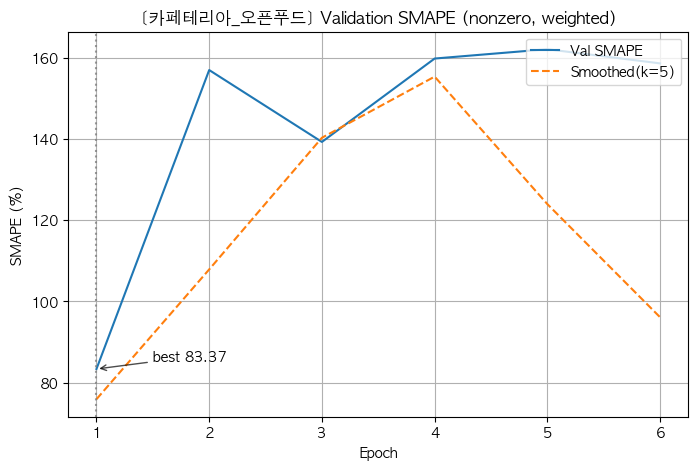 [카페테리아_오픈푸드] Validation SMAPE (nonzero, weighted)
Val SMAPE
Smoothed(k=5)
SMAPE (%)
160
140
120
100
80
best 83.37
1 2 3 4 5 6
Epoch